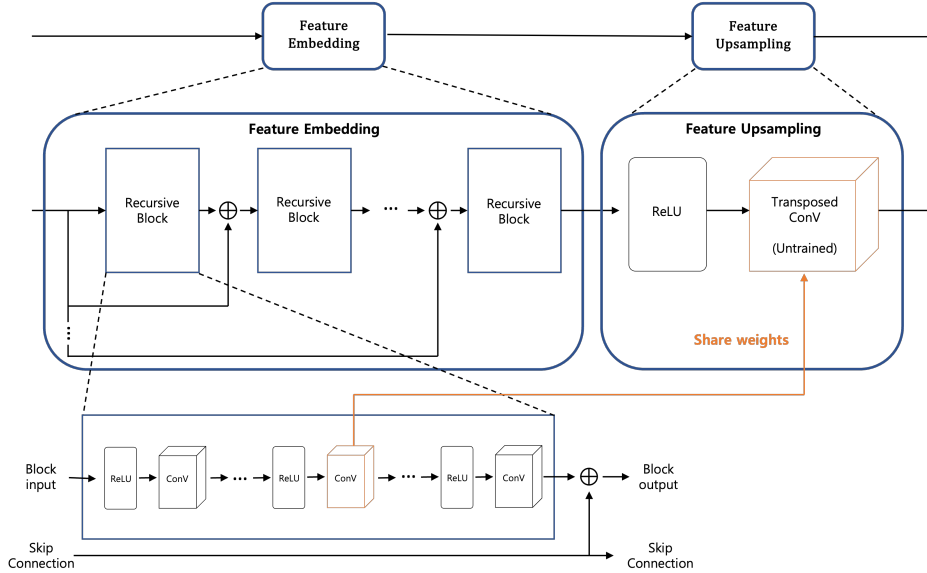 Feature
Embedding
Feature
Upsampling
Feature Embedding
Feature Upsampling
Recursive
Block
Recursive
Block
...
Recursive
Block
ReLU
Transposed
ConV
(Untrained)
...
Share weights
Block
input
ReLU
ConV
...
ReLU
ConV
...
ReLU
ConV
Block
output
Skip
Connection
Skip
Connection